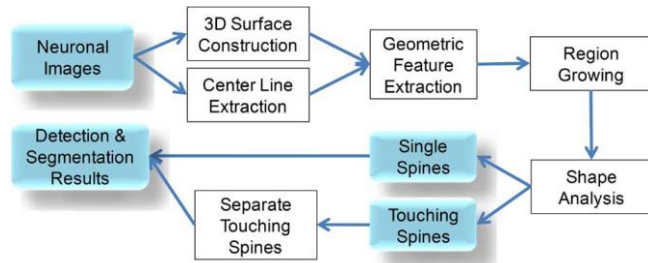 Neuronal
Images
3D Surface
Construction
Center Line
Extraction
Geometric
Feature
Extraction
Region
Growing
Detection &
Segmentation
Results
Single
Spines
Shape
Analysis
Separate
Touching
Spines
Touching
Spines